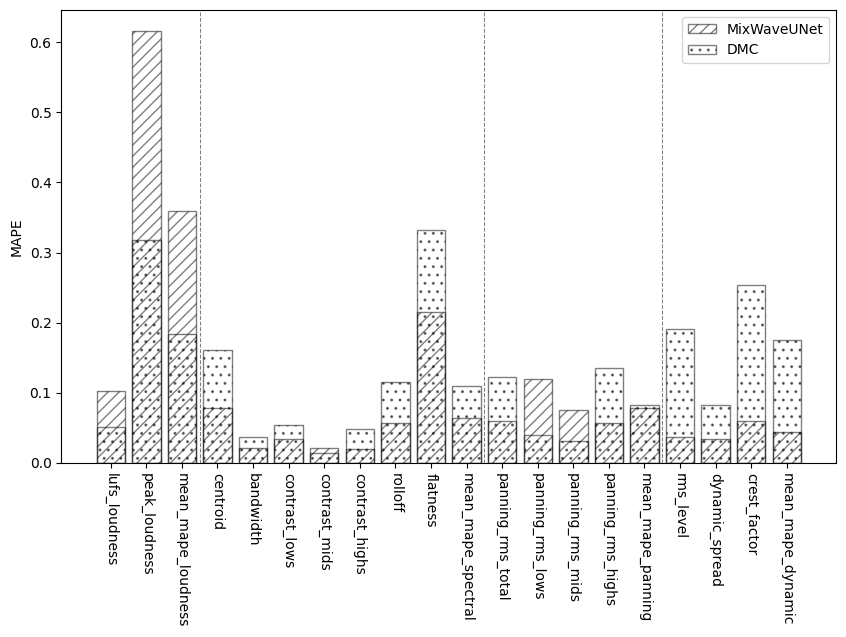 MixWaveUNet
DMC
MAPE
0.6
0.5
0.4
0.3
0.2
0.1
0.0
lufs_loudness
peak_loudness
mean_mape_loudness
centroid
bandwidth
contrast_lows
contrast_mids
contrast_highs
rolloff
flatness
mean_mape_spectral
panning_rms_total
panning_rms_lows
panning_rms_mids
panning_rms_highs
mean_mape_panning
rms_level
dynamic_spread
crest_factor
mean_mape_dynamic